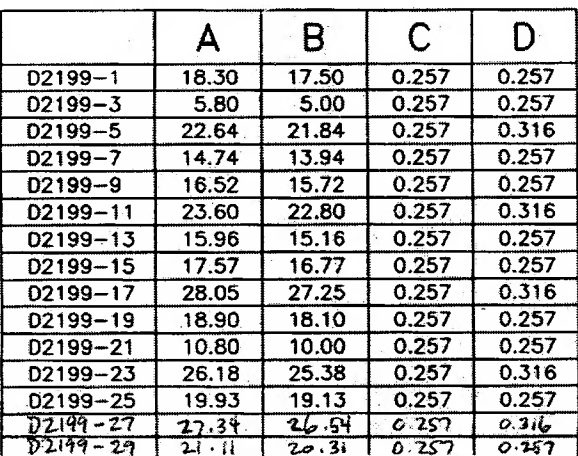 A B C D
D2199-1 18.30 17.50 0.257 0.257
D2199-3 5.80 5.00 0.257 0.257
D2199-5 22.64 21.84 0.257 0.316
D2199-7 14.74 13.94 0.257 0.257
D2199-9 16.52 15.72 0.257 0.257
D2199-11 23.60 22.80 0.257 0.316
D2199-13 15.96 15.16 0.257 0.257
D2199-15 17.57 16.77 0.257 0.257
D2199-17 28.05 27.25 0.257 0.316
D2199-19 18.90 18.10 0.257 0.257
D2199-21 10.80 10.00 0.257 0.257
D2199-23 26.18 25.38 0.257 0.316
D2199-25 19.93 19.13 0.257 0.257
D2199-27 27.34 26.54 0.257 0.316
D2199-29 21.11 20.31 0.257 0.257